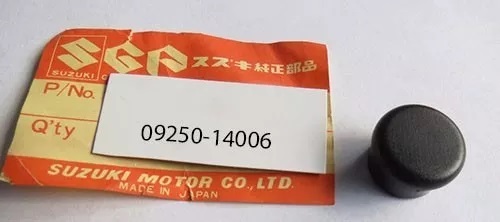 SGP スズキ純正部品
SUZUKI
P/No.
09250-14006
Q'ty
SUZUKI MOTOR CO.,LTD.
MADE IN JAPAN